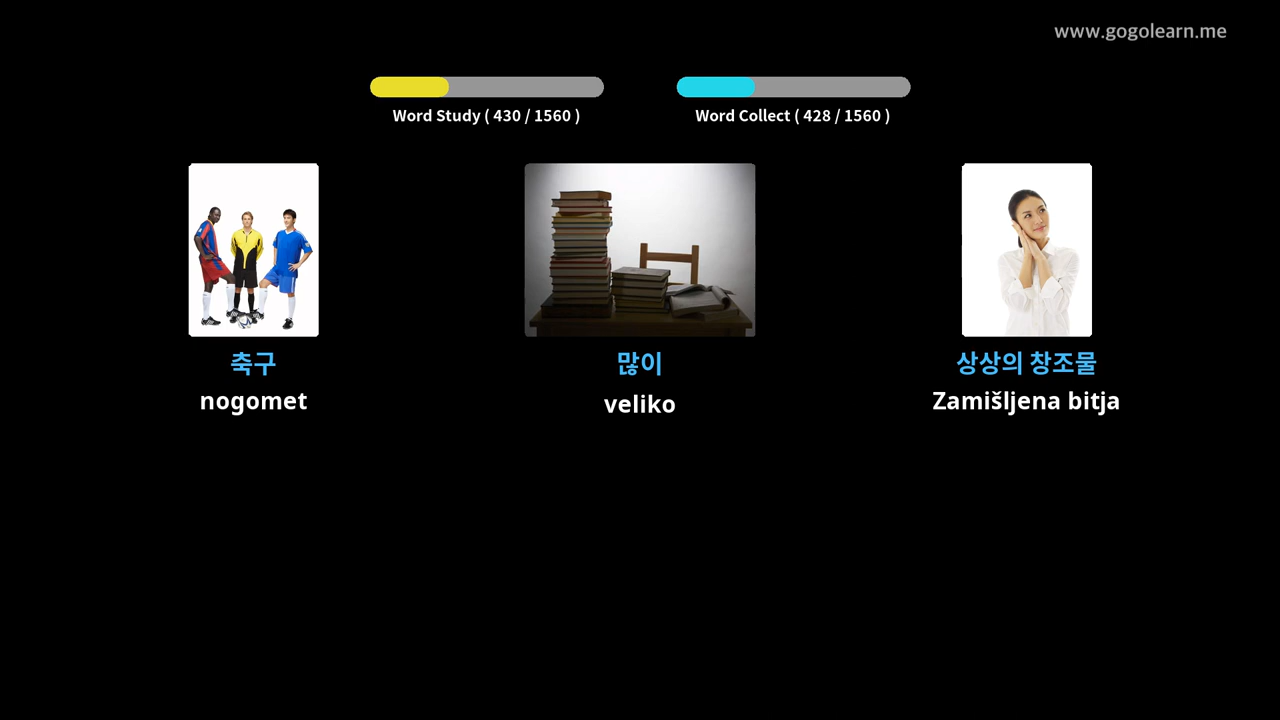 www.gogolearn.me
Word Study ( 430 / 1560 )
Word Collect ( 428 / 1560 )
축구
nogomet
많이
veliko
상상의 창조물
Zamišljena bitja